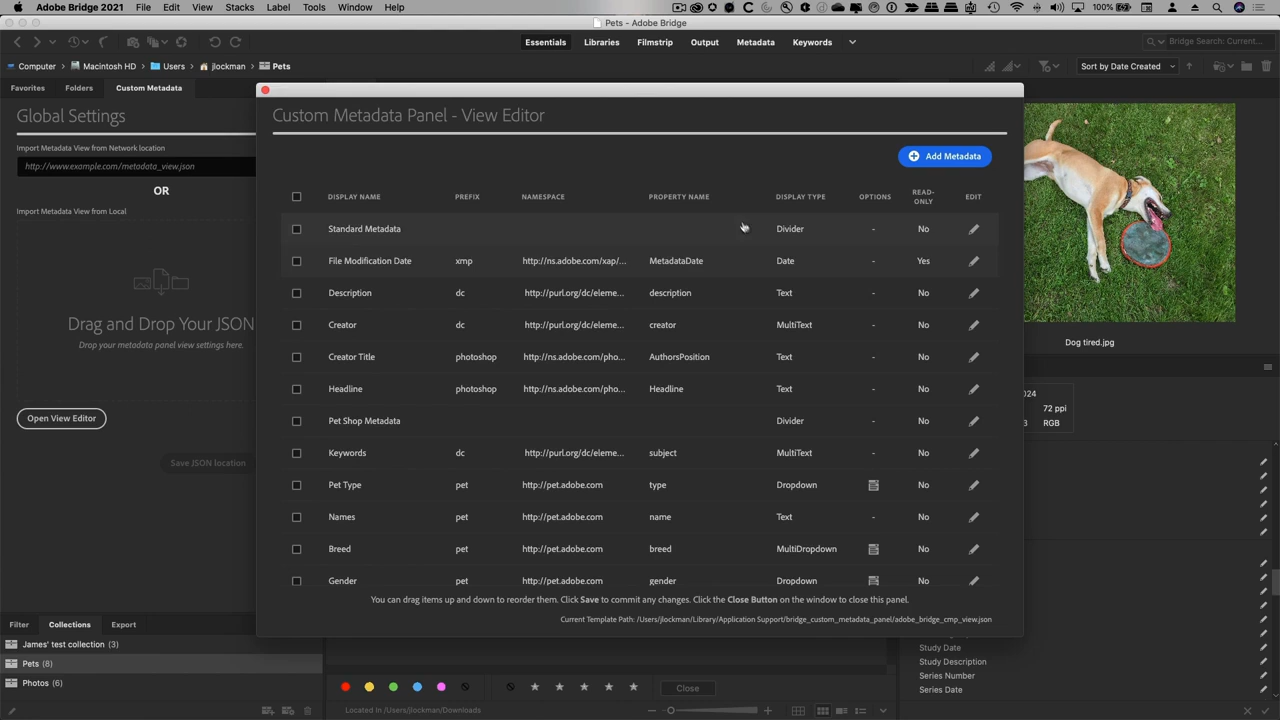 Adobe Bridge 2021 File Edit View Stacks Label Tools Window Help 100%
Pets - Adobe Bridge
Essentials Libraries Filmstrip Output Metadata Keywords Bridge Search: Current...
Computer Macintosh HD Users jlockman Pets Sort by Date Created
Favorites Folders Custom Metadata
Global Settings
Import Metadata View from Network location
http://www.example.com/metadata_view.json
OR
Import Metadata View from Local
Drag and Drop Your JSON
Drop your metadata panel view settings here.
Open View Editor
Save JSON location
Custom Metadata Panel - View Editor
Add Metadata
DISPLAY NAME PREFIX NAMESPACE PROPERTY NAME DISPLAY TYPE OPTIONS READ-ONLY EDIT
Standard Metadata Divider - No
File Modification Date xmp http://ns.adobe.com/xap/... MetadataDate Date - Yes
Description dc http://purl.org/dc/eleme... description Text - No
Creator dc http://purl.org/dc/eleme... creator MultiText - No
Creator Title photoshop http://ns.adobe.com/pho... AuthorsPosition Text - No
Headline photoshop http://ns.adobe.com/pho... Headline Text - No
Pet Shop Metadata Divider - No
Keywords dc http://purl.org/dc/eleme... subject MultiText - No
Pet Type pet http://pet.adobe.com type Dropdown No
Names pet http://pet.adobe.com name Text - No
Breed pet http://pet.adobe.com breed MultiDropdown No
Gender pet http://pet.adobe.com gender Dropdown No
You can drag items up and down to reorder them. Click Save to commit any changes. Click the Close Button on the window to close this panel.
Current Template Path: /Users/jlockman/Library/Application Support/bridge_custom_metadata_panel/adobe_bridge_cmp_view.json
Dog tired.jpg
024
72 ppi
RGB
Filter Collections Export
James' test collection (3)
Pets (8)
Photos (6)
Close
Located in /Users/jlockman/Downloads
Study Date
Study Description
Series Number
Series Date